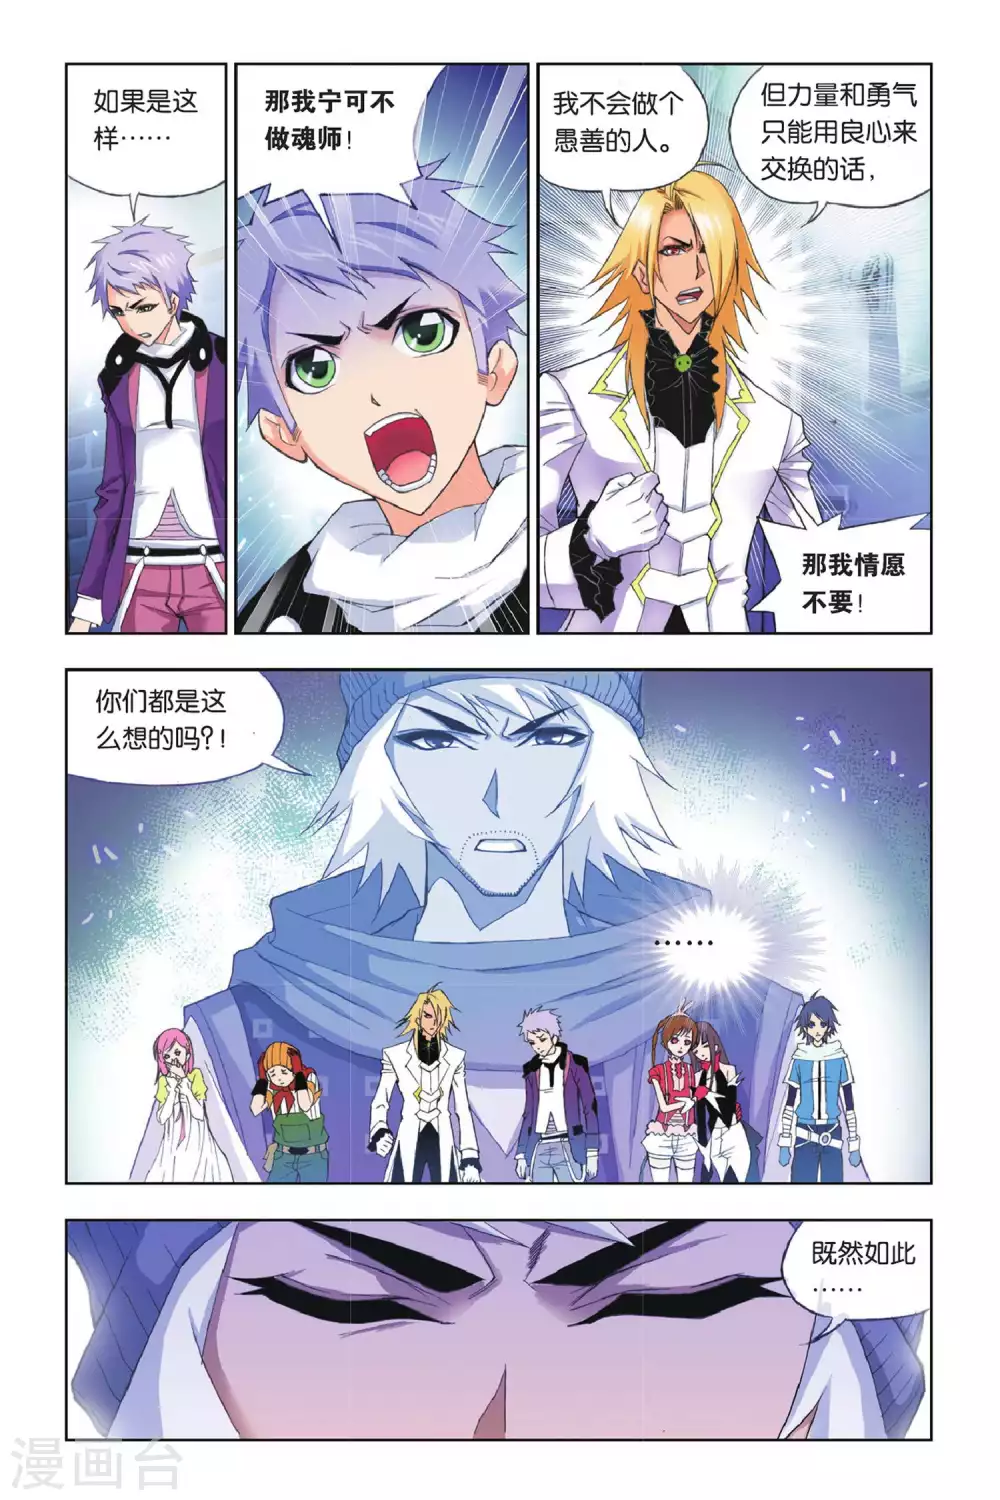 如果是这
样……
那我宁可不
做魂师！
我不会做个
愚善的人。
但力量和勇气
只能用良心来
交换的话，
那我情愿
不要！
你们都是这
么想的吗？！
……
既然如此
……
漫画台